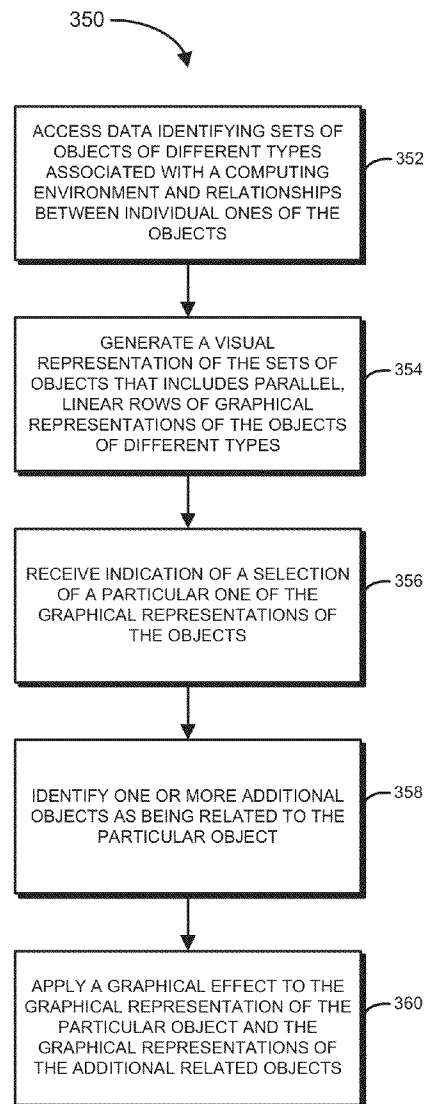 350
ACCESS DATA IDENTIFYING SETS OF
OBJECTS OF DIFFERENT TYPES
ASSOCIATED WITH A COMPUTING
ENVIRONMENT AND RELATIONSHIPS
BETWEEN INDIVIDUAL ONES OF THE
OBJECTS
352
GENERATE A VISUAL
REPRESENTATION OF THE SETS OF
OBJECTS THAT INCLUDES PARALLEL,
LINEAR ROWS OF GRAPHICAL
REPRESENTATIONS OF THE OBJECTS
OF DIFFERENT TYPES
354
RECEIVE INDICATION OF A SELECTION
OF A PARTICULAR ONE OF THE
GRAPHICAL REPRESENTATIONS OF
THE OBJECTS
356
IDENTIFY ONE OR MORE ADDITIONAL
OBJECTS AS BEING RELATED TO THE
PARTICULAR OBJECT
358
APPLY A GRAPHICAL EFFECT TO THE
GRAPHICAL REPRESENTATION OF THE
PARTICULAR OBJECT AND THE
GRAPHICAL REPRESENTATIONS OF
THE ADDITIONAL RELATED OBJECTS
360